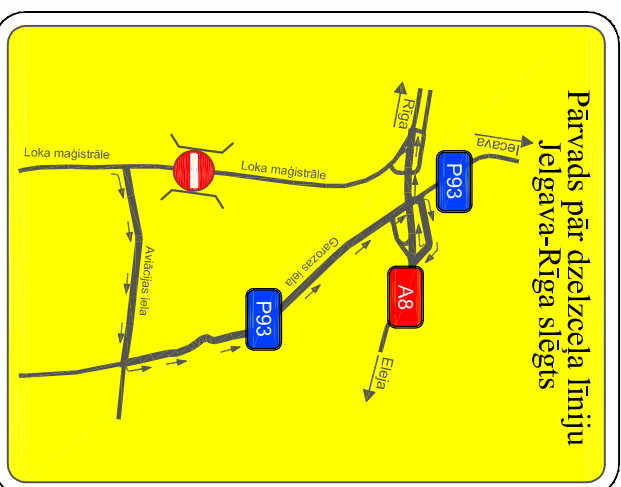 Pārvads pār dzelzceļa līniju
Jelgava-Rīga slēgts
Iecava
Rīga
P93
A8
Eleja
Garozas iela
P93
Loka maģistrāle
Loka maģistrāle
Aviācijas iela